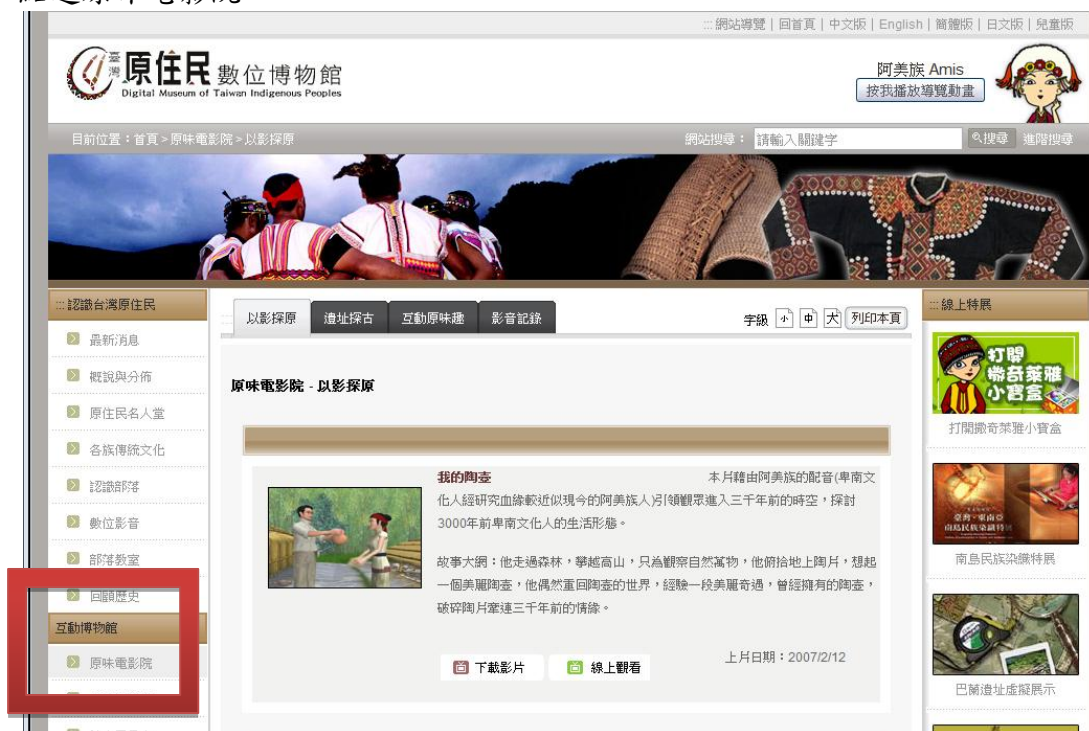 :::網站導覽|回首頁|中文版|English|簡體版|日文版|兒童版
臺灣原住民數位博物館
Digital Museum of Taiwan Indigenous Peoples
阿美族 Amis
按我播放導覽動畫
目前位置:首頁>原味電影院>以影探原
網站搜尋: 請輸入關鍵字 搜尋 進階搜尋
:::認識台灣原住民
最新消息
概說與分佈
原住民名人堂
各族傳統文化
認識部落
數位影音
部落教室
回顧歷史
互動博物館
原味電影院
以影探原 遺址探古 互動原味趣 影音記錄
字級 小 中 大 列印本頁
原味電影院 - 以影探原
我的陶壺 本片藉由阿美族的配音(卑南文
化人經研究血緣較近似現今的阿美族人)引領觀眾進入三千年前的時空,探討
3000年前卑南文化人的生活形態。
故事大綱:他走過森林,攀越高山,只為觀察自然萬物,他俯拾地上陶片,想起
一個美麗陶壺,他偶然重回陶壺的世界,經驗一段美麗奇遇,曾經擁有的陶壺,
破碎陶片牽連三千年前的情緣。
下載影片 線上觀看
上片日期:2007/2/12
:::線上特展
打開
撒奇萊雅
小寶盒
打開撒奇萊雅小寶盒
臺灣·東南亞
南島民族染織特展
南島民族染織特展
巴蘭遺址虛擬展示